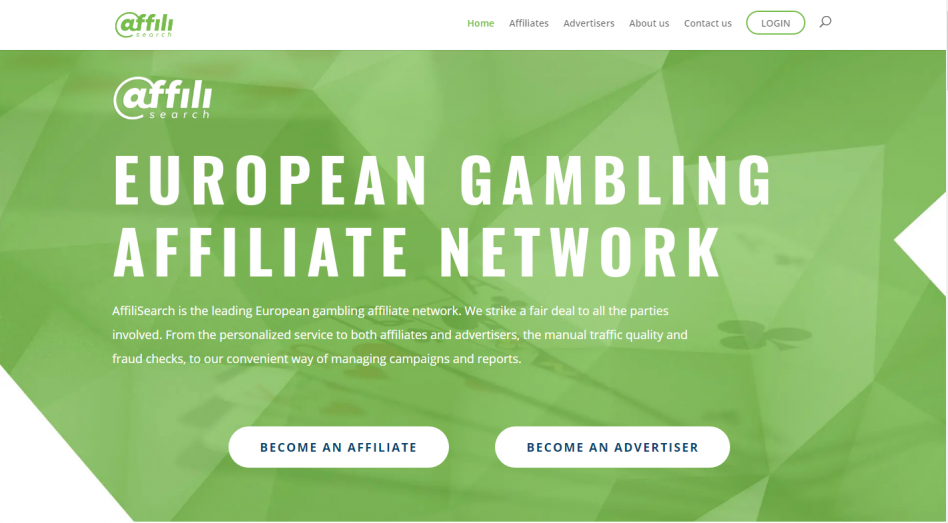 @affili
search
Home Affiliates Advertisers About us Contact us LOGIN
@affili
search
EUROPEAN GAMBLING
AFFILIATE NETWORK
AffiliSearch is the leading European gambling affiliate network. We strike a fair deal to all the parties
involved. From the personalized service to both affiliates and advertisers, the manual traffic quality and
fraud checks, to our convenient way of managing campaigns and reports.
BECOME AN AFFILIATE BECOME AN ADVERTISER